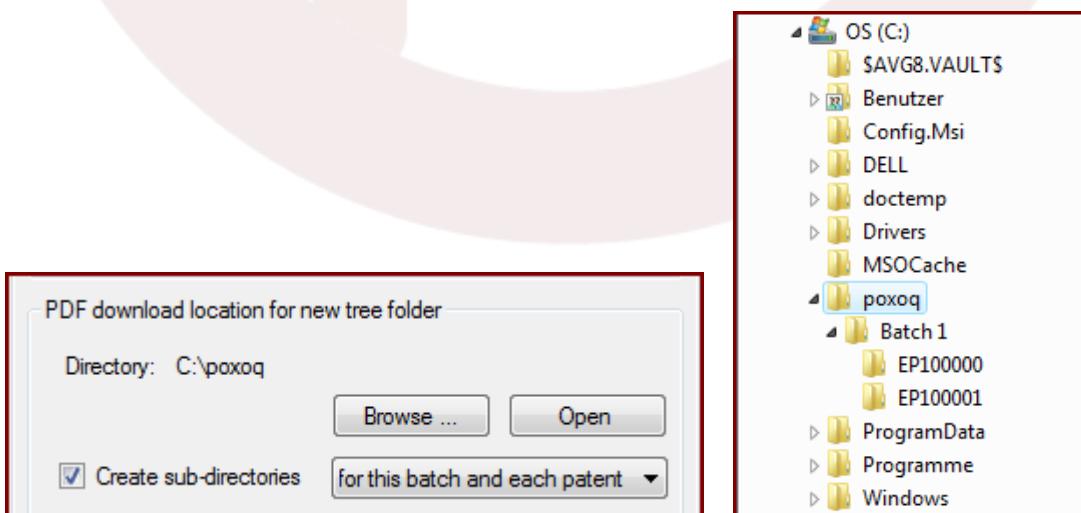 PDF download location for new tree folder
Directory: C:\poxoq
Browse ... Open
Create sub-directories for this batch and each patent
OS (C:)
$AVG8.VAULT$
Benutzer
Config.Msi
DELL
doctemp
Drivers
MSOCache
poxoq
Batch 1
EP100000
EP100001
ProgramData
Programme
Windows